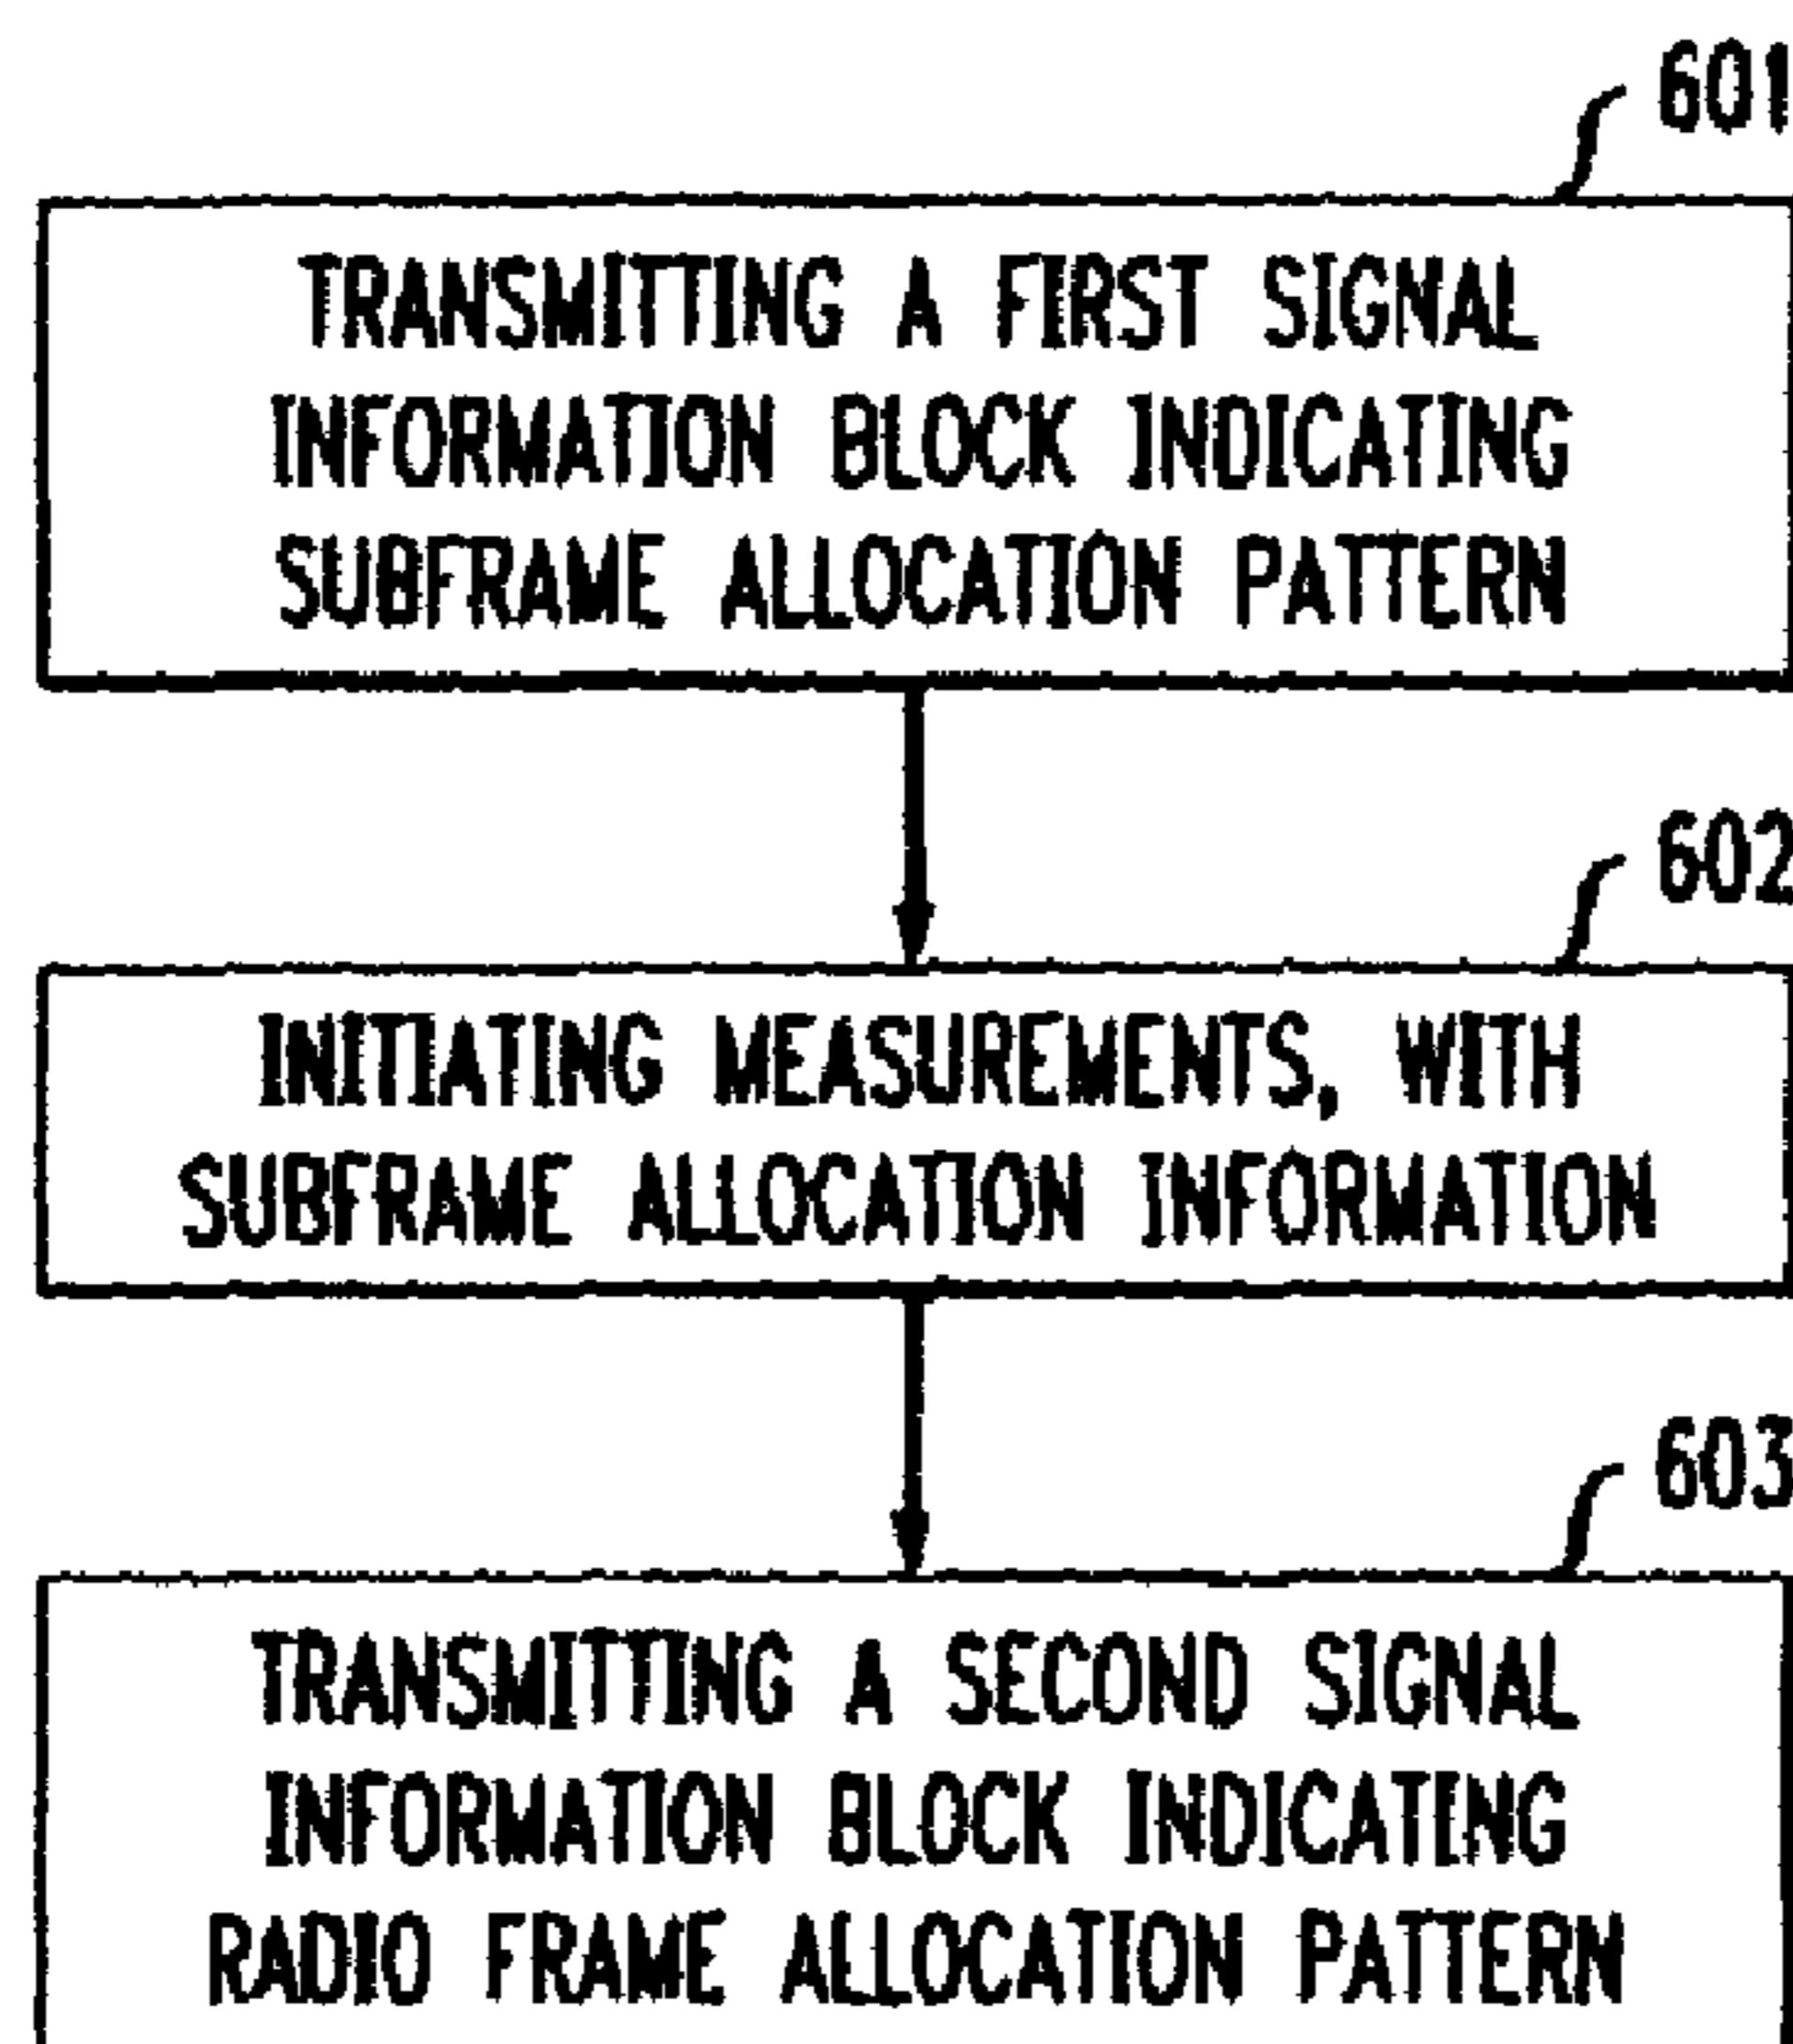 601
TRANSMITTING A FIRST SIGNAL
INFORMATION BLOCK INDICATING
SUBFRAME ALLOCATION PATTERN
602
INITIATING MEASUREMENTS, WITH
SUBFRAME ALLOCATION INFORMATION
603
TRANSMITTING A SECOND SIGNAL
INFORMATION BLOCK INDICATING
RADIO FRAME ALLOCATION PATTERN